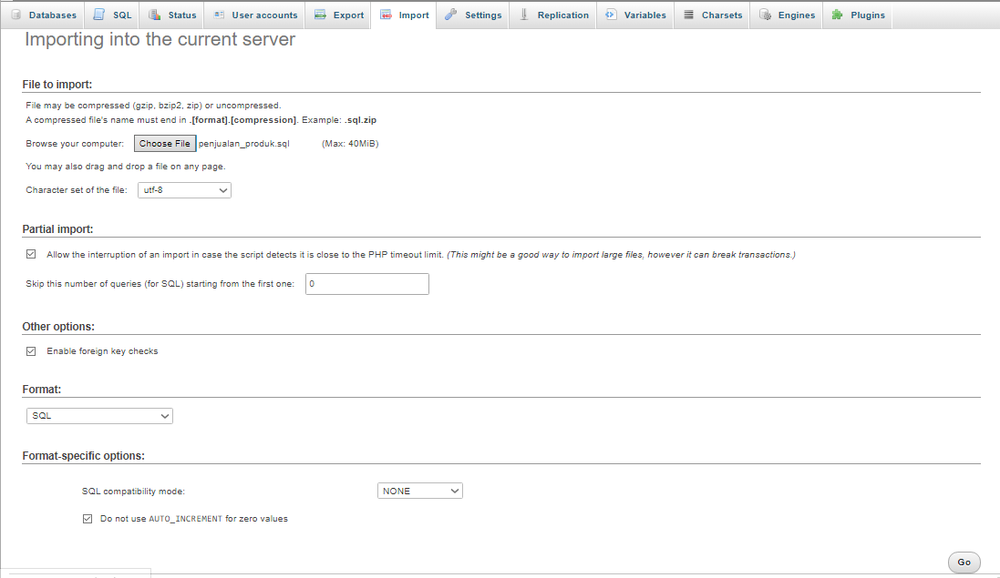 Databases SQL Status User accounts Export Import Settings Replication Variables Charsets Engines Plugins
Importing into the current server
File to import:
File may be compressed (gzip, bzip2, zip) or uncompressed.
A compressed file's name must end in .[format].[compression]. Example: .sql.zip
Browse your computer: Choose File penjualan_produk.sql (Max: 40MiB)
You may also drag and drop a file on any page.
Character set of the file: utf-8
Partial import:
Allow the interruption of an import in case the script detects it is close to the PHP timeout limit. (This might be a good way to import large files, however it can break transactions.)
Skip this number of queries (for SQL) starting from the first one: 0
Other options:
Enable foreign key checks
Format:
SQL
Format-specific options:
SQL compatibility mode: NONE
Do not use AUTO_INCREMENT for zero values
Go